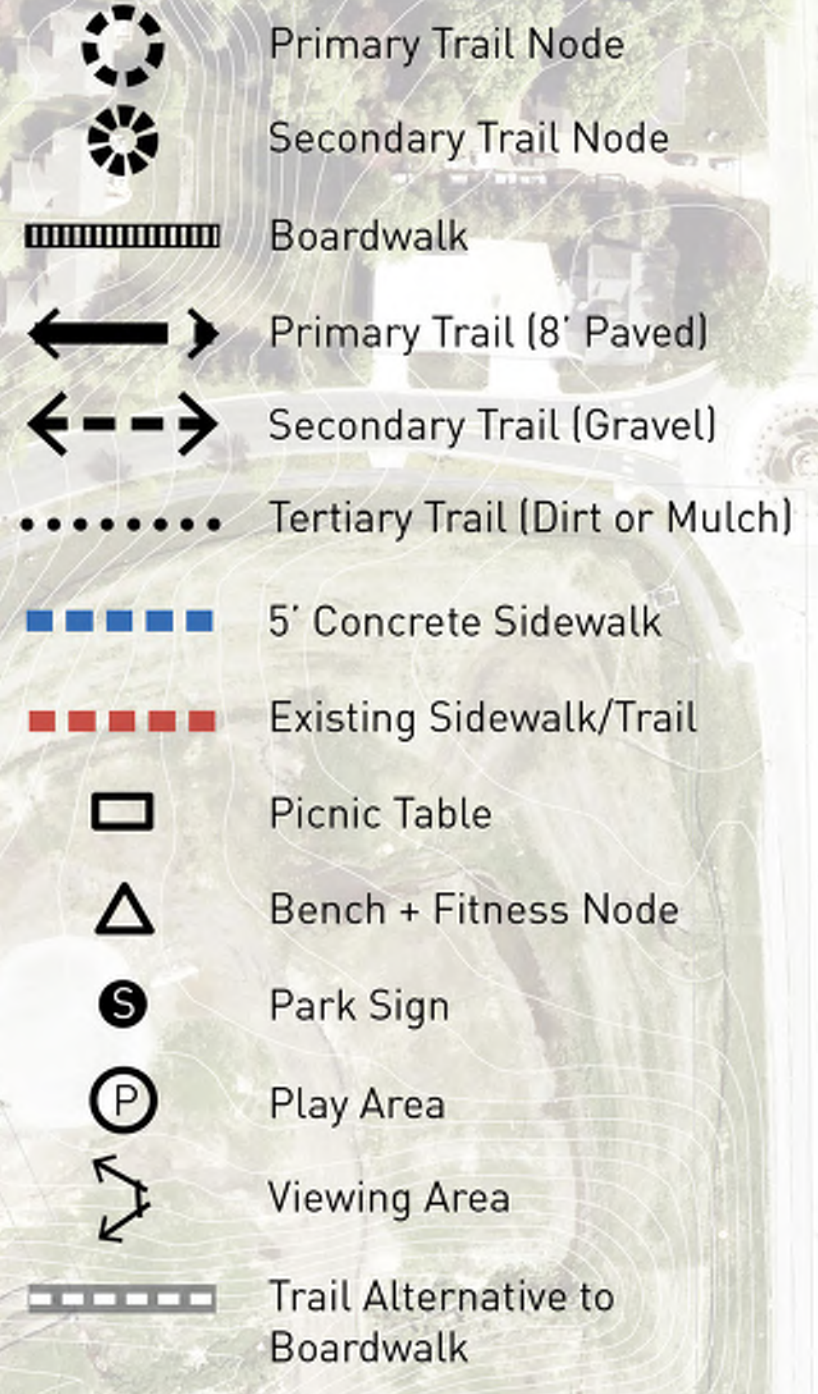 Primary Trail Node
Secondary Trail Node
Boardwalk
Primary Trail (8' Paved)
Secondary Trail (Gravel)
Tertiary Trail (Dirt or Mulch)
5' Concrete Sidewalk
Existing Sidewalk/Trail
Picnic Table
Bench + Fitness Node
S Park Sign
P Play Area
Viewing Area
Trail Alternative to
Boardwalk